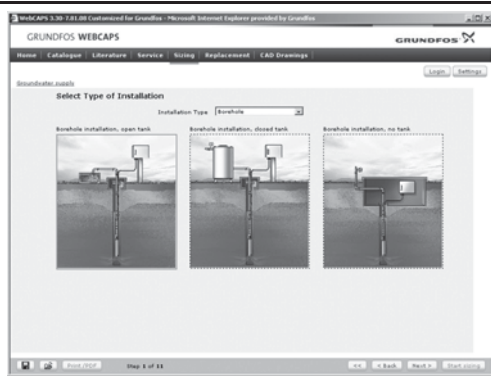 WebCAPS 3.30-7.81.08 Customized for Grundfos - Microsoft Internet Explorer provided by Grundfos
GRUNDFOS WEBCAPS
GRUNDFOS
Home Catalogue Literature Service Sizing Replacement CAD Drawings
Login Settings
Groundwater supply
Select Type of Installation
Installation Type Borehole
Borehole installation, open tank Borehole installation, closed tank Borehole installation, no tank
Print/PDF Step 1 of 11 << < Back Next > Start sizing